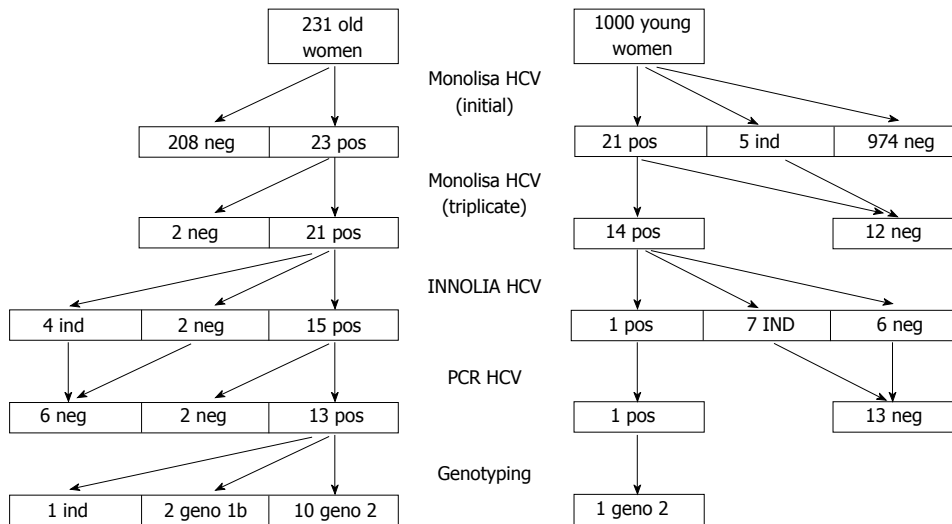 231 old
women
1000 young
women
Monolisa HCV
(initial)
208 neg
23 pos
21 pos
5 ind
974 neg
Monolisa HCV
(triplicate)
2 neg
21 pos
14 pos
12 neg
INNOLIA HCV
4 ind
2 neg
15 pos
1 pos
7 IND
6 neg
PCR HCV
6 neg
2 neg
13 pos
1 pos
13 neg
Genotyping
1 ind
2 geno 1b
10 geno 2
1 geno 2